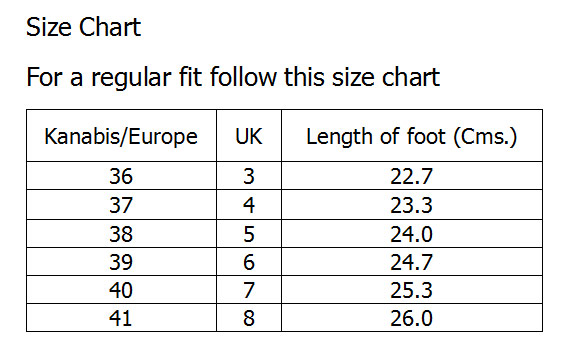 Size Chart
For a regular fit follow this size chart
Kanabis/Europe UK Length of foot (Cms.)
36 3 22.7
37 4 23.3
38 5 24.0
39 6 24.7
40 7 25.3
41 8 26.0